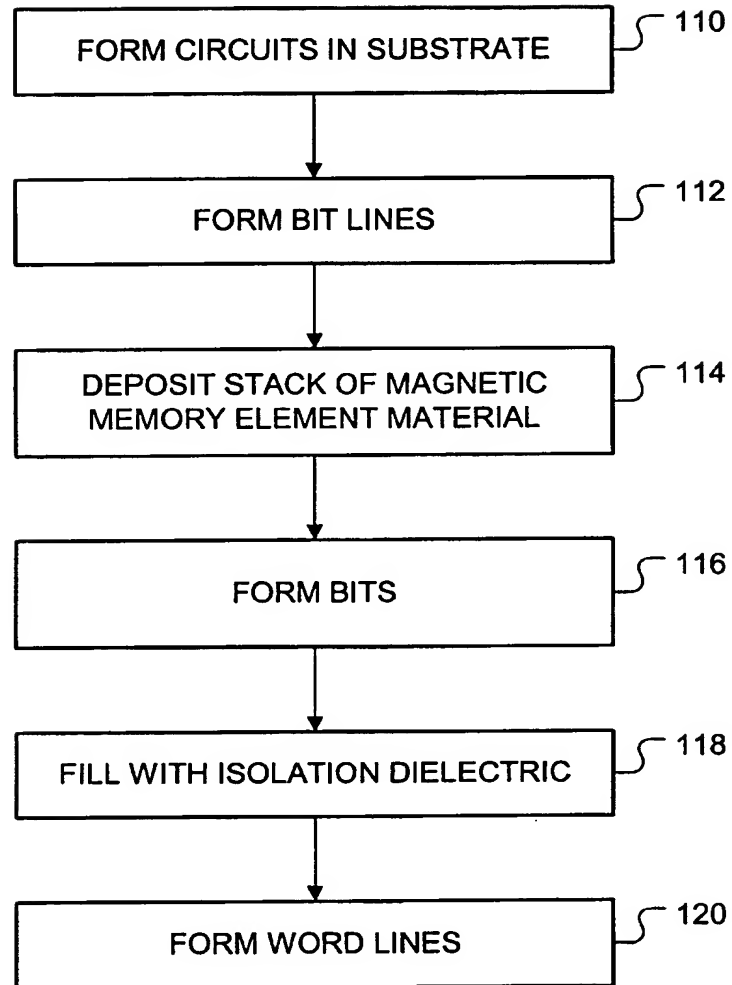 FORM CIRCUITS IN SUBSTRATE
110
FORM BIT LINES
112
DEPOSIT STACK OF MAGNETIC
MEMORY ELEMENT MATERIAL
114
FORM BITS
116
FILL WITH ISOLATION DIELECTRIC
118
FORM WORD LINES
120